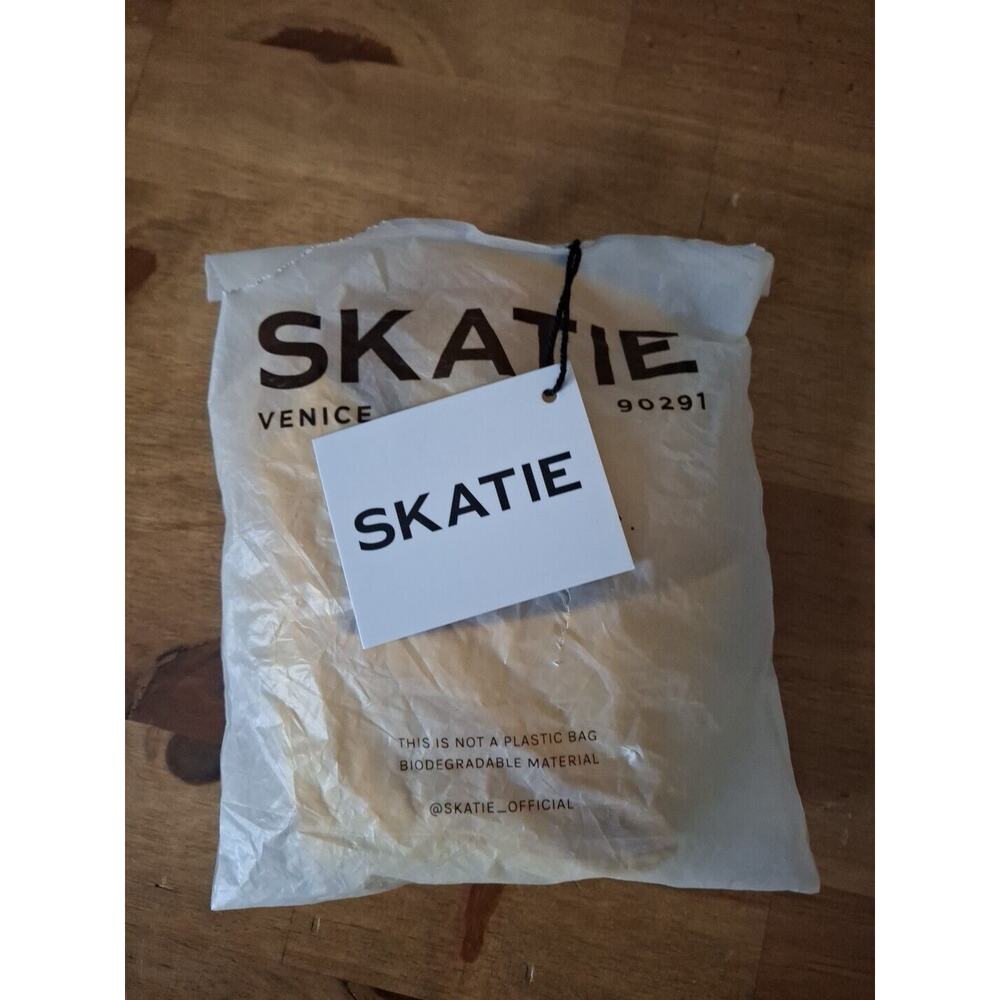 SKATIE
VENICE 90291
SKATIE
THIS IS NOT A PLASTIC BAG
BIODEGRADABLE MATERIAL
@SKATIE_OFFICIAL